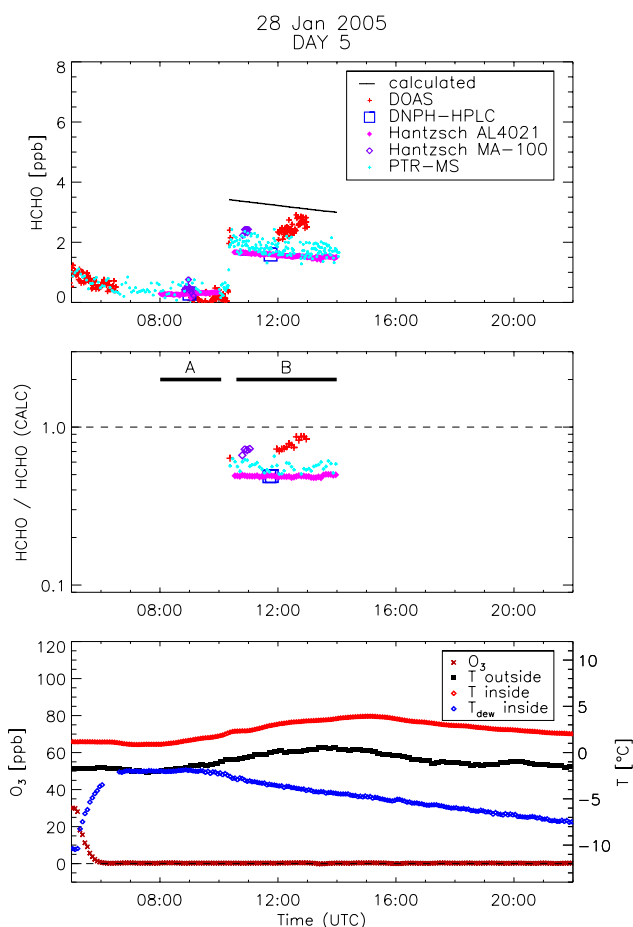 28 Jan 2005
DAY 5
HCHO [ppb]
8
6
4
2
0
calculated
DOAS
DNPH-HPLC
Hantzsch AL4021
Hantzsch MA-100
PTR-MS
08:00 12:00 16:00 20:00
HCHO / HCHO (CALC)
A B
1.0
0.1
08:00 12:00 16:00 20:00
O3 [ppb]
120
100
80
60
40
20
0
O3
T outside
T inside
Tdew inside
10
5
0
-5
-10
T [°C]
08:00 12:00 16:00 20:00
Time (UTC)